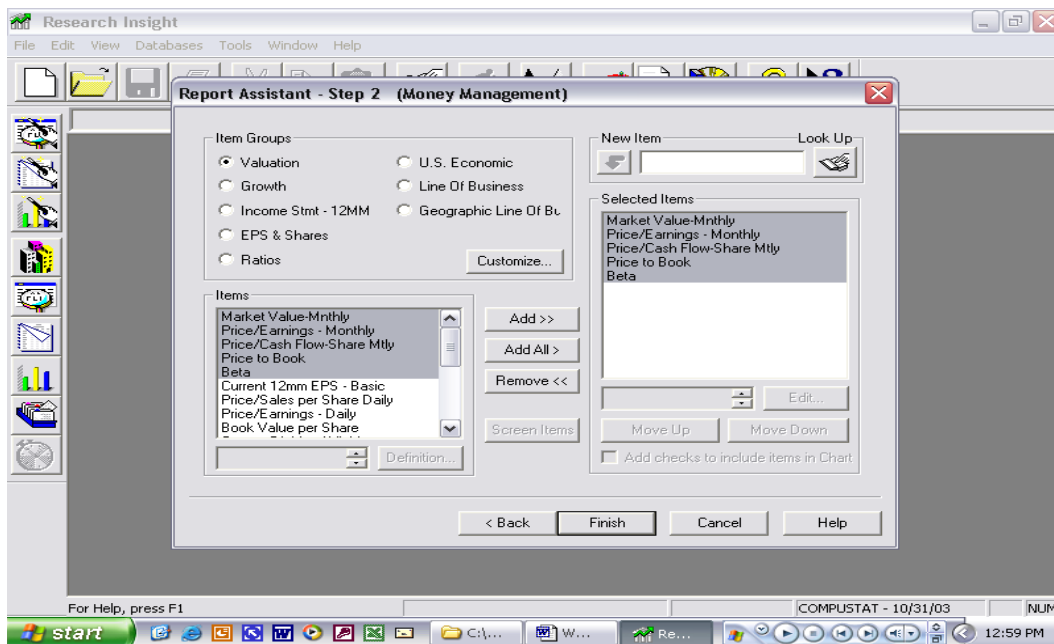 Research Insight
File Edit View Databases Tools Window Help
Report Assistant - Step 2 (Money Management)
Item Groups
Valuation
Growth
Income Stmt - 12MM
EPS & Shares
Ratios
U.S. Economic
Line Of Business
Geographic Line Of Bu
Customize...
New Item
Look Up
Selected Items
Market Value-Mnthly
Price/Earnings - Monthly
Price/Cash Flow-Share Mtly
Price to Book
Beta
Items
Market Value-Mnthly
Price/Earnings - Monthly
Price/Cash Flow-Share Mtly
Price to Book
Beta
Current 12mm EPS - Basic
Price/Sales per Share Daily
Price/Earnings - Daily
Book Value per Share
Definition...
Add >>
Add All >
Remove <<
Screen Items
Edit...
Move Up
Move Down
Add checks to include items in Chart
< Back
Finish
Cancel
Help
For Help, press F1
COMPUSTAT - 10/31/03
NUM
start
C:\...
W...
Re...
12:59 PM